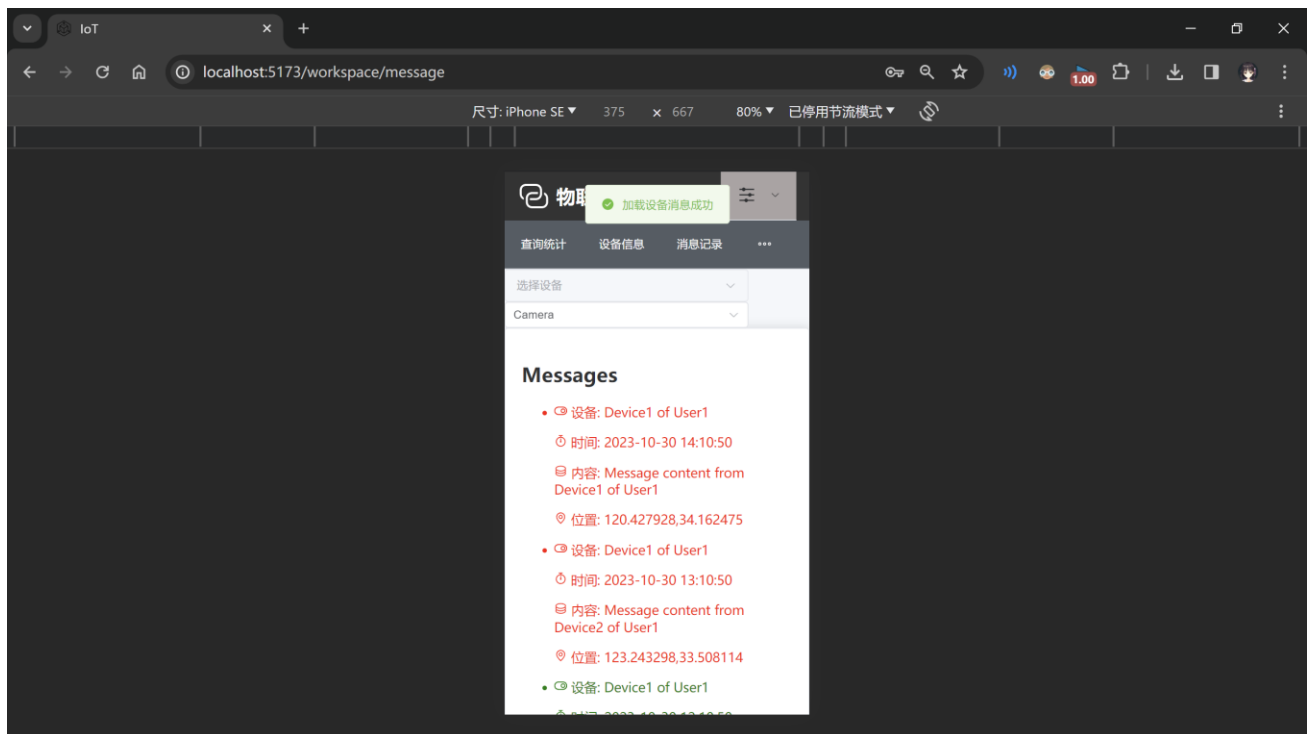 IoT
localhost:5173/workspace/message
1.00
尺寸: iPhone SE ▼ 375 × 667 80% ▼ 已停用节流模式 ▼
物联
加载设备消息成功
查询统计 设备信息 消息记录 •••
选择设备
Camera
Messages
• 设备: Device1 of User1
时间: 2023-10-30 14:10:50
内容: Message content from
Device1 of User1
位置: 120.427928,34.162475
• 设备: Device1 of User1
时间: 2023-10-30 13:10:50
内容: Message content from
Device2 of User1
位置: 123.243298,33.508114
• 设备: Device1 of User1